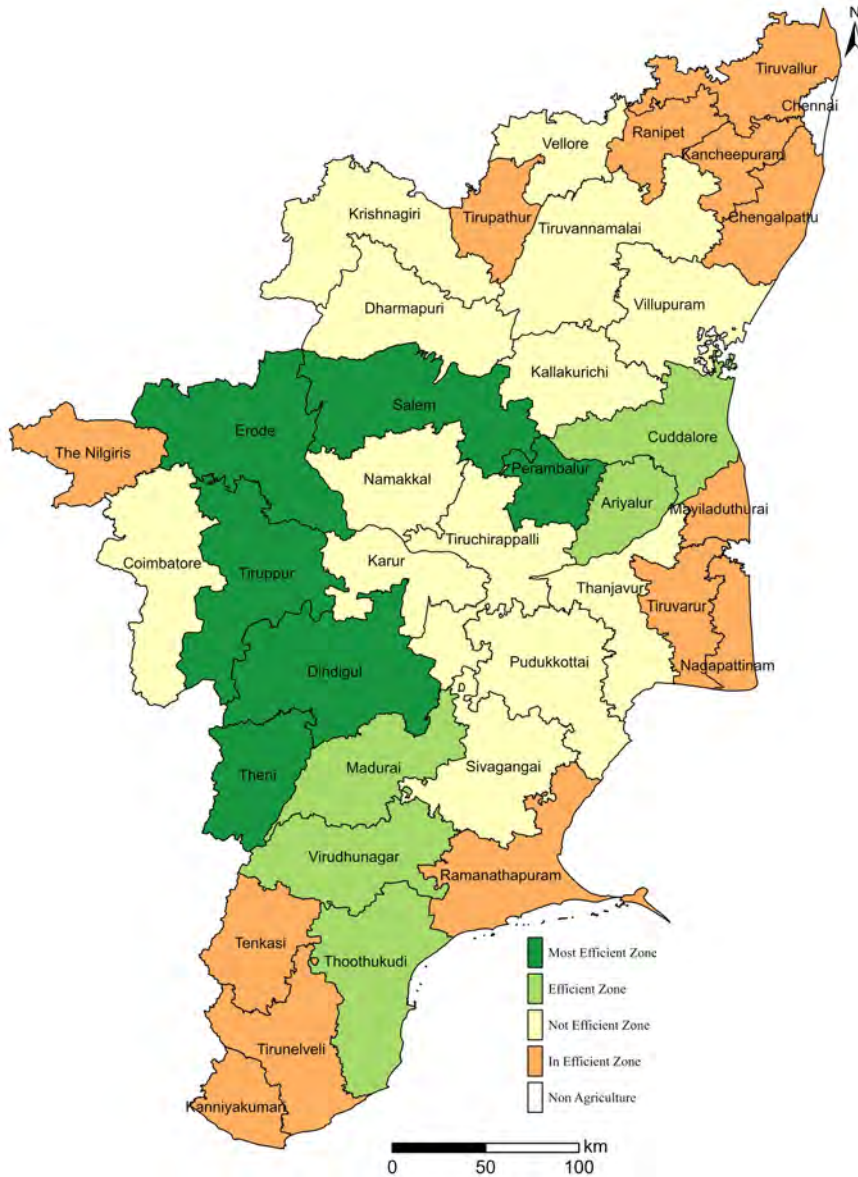 N
Tiruvallur
Chennai
Ranipet
Vellore
Kancheepuram
Krishnagiri
Tirupathur
Chengalpattu
Tiruvannamalai
Dharmapuri
Villupuram
Kallakurichi
Salem
Erode
Cuddalore
The Nilgiris
Perambalur
Namakkal
Ariyalur
Mayiladuthurai
Tiruchirappalli
Coimbatore
Karur
Tiruppur
Thanjavur
Tiruvarur
Pudukkottai
Nagapattinam
Dindigul
Sivagangai
Madurai
Theni
Virudhunagar
Ramanathapuram
Tenkasi
Thoothukudi
Most Efficient Zone
Efficient Zone
Not Efficient Zone
Tirunelveli
In Efficient Zone
Non Agriculture
Kanniyakumari
km
0 50 100